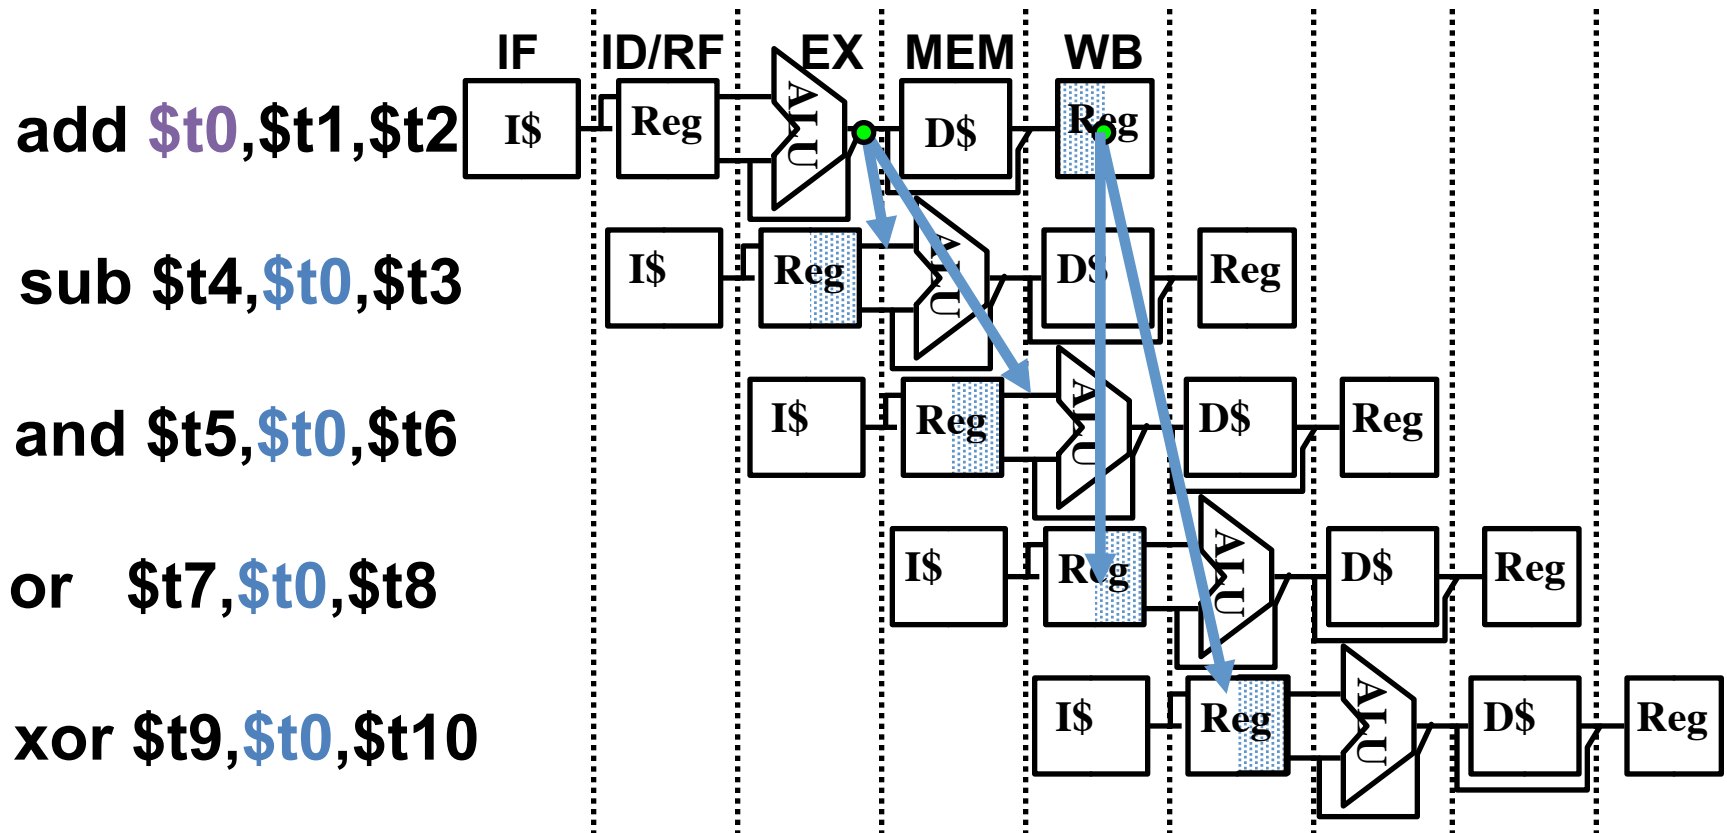 IF ID/RF EX MEM WB
add $t0,$t1,$t2 I$ Reg ALU D$ Reg
sub $t4,$t0,$t3 I$ Reg ALU D$ Reg
and $t5,$t0,$t6 I$ Reg ALU D$ Reg
or $t7,$t0,$t8 I$ Reg ALU D$ Reg
xor $t9,$t0,$t10 I$ Reg ALU D$ Reg